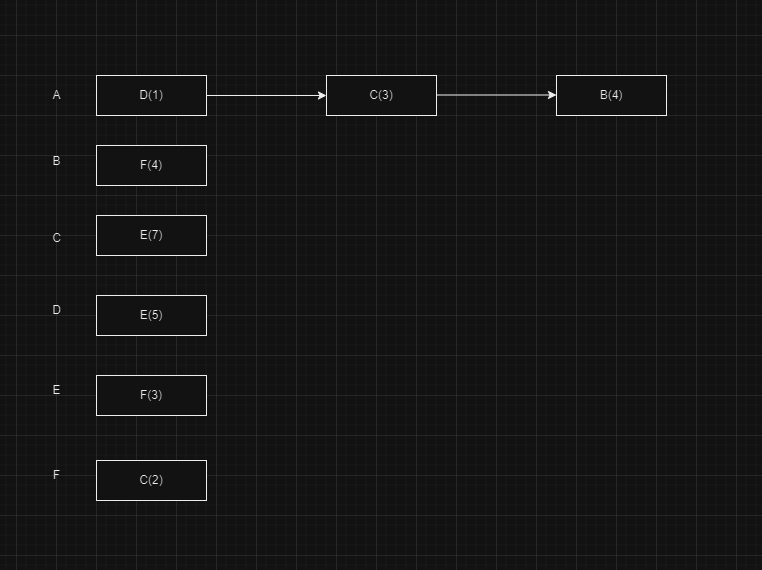 A D(1) C(3) B(4)
B F(4)
C E(7)
D E(5)
E F(3)
F C(2)